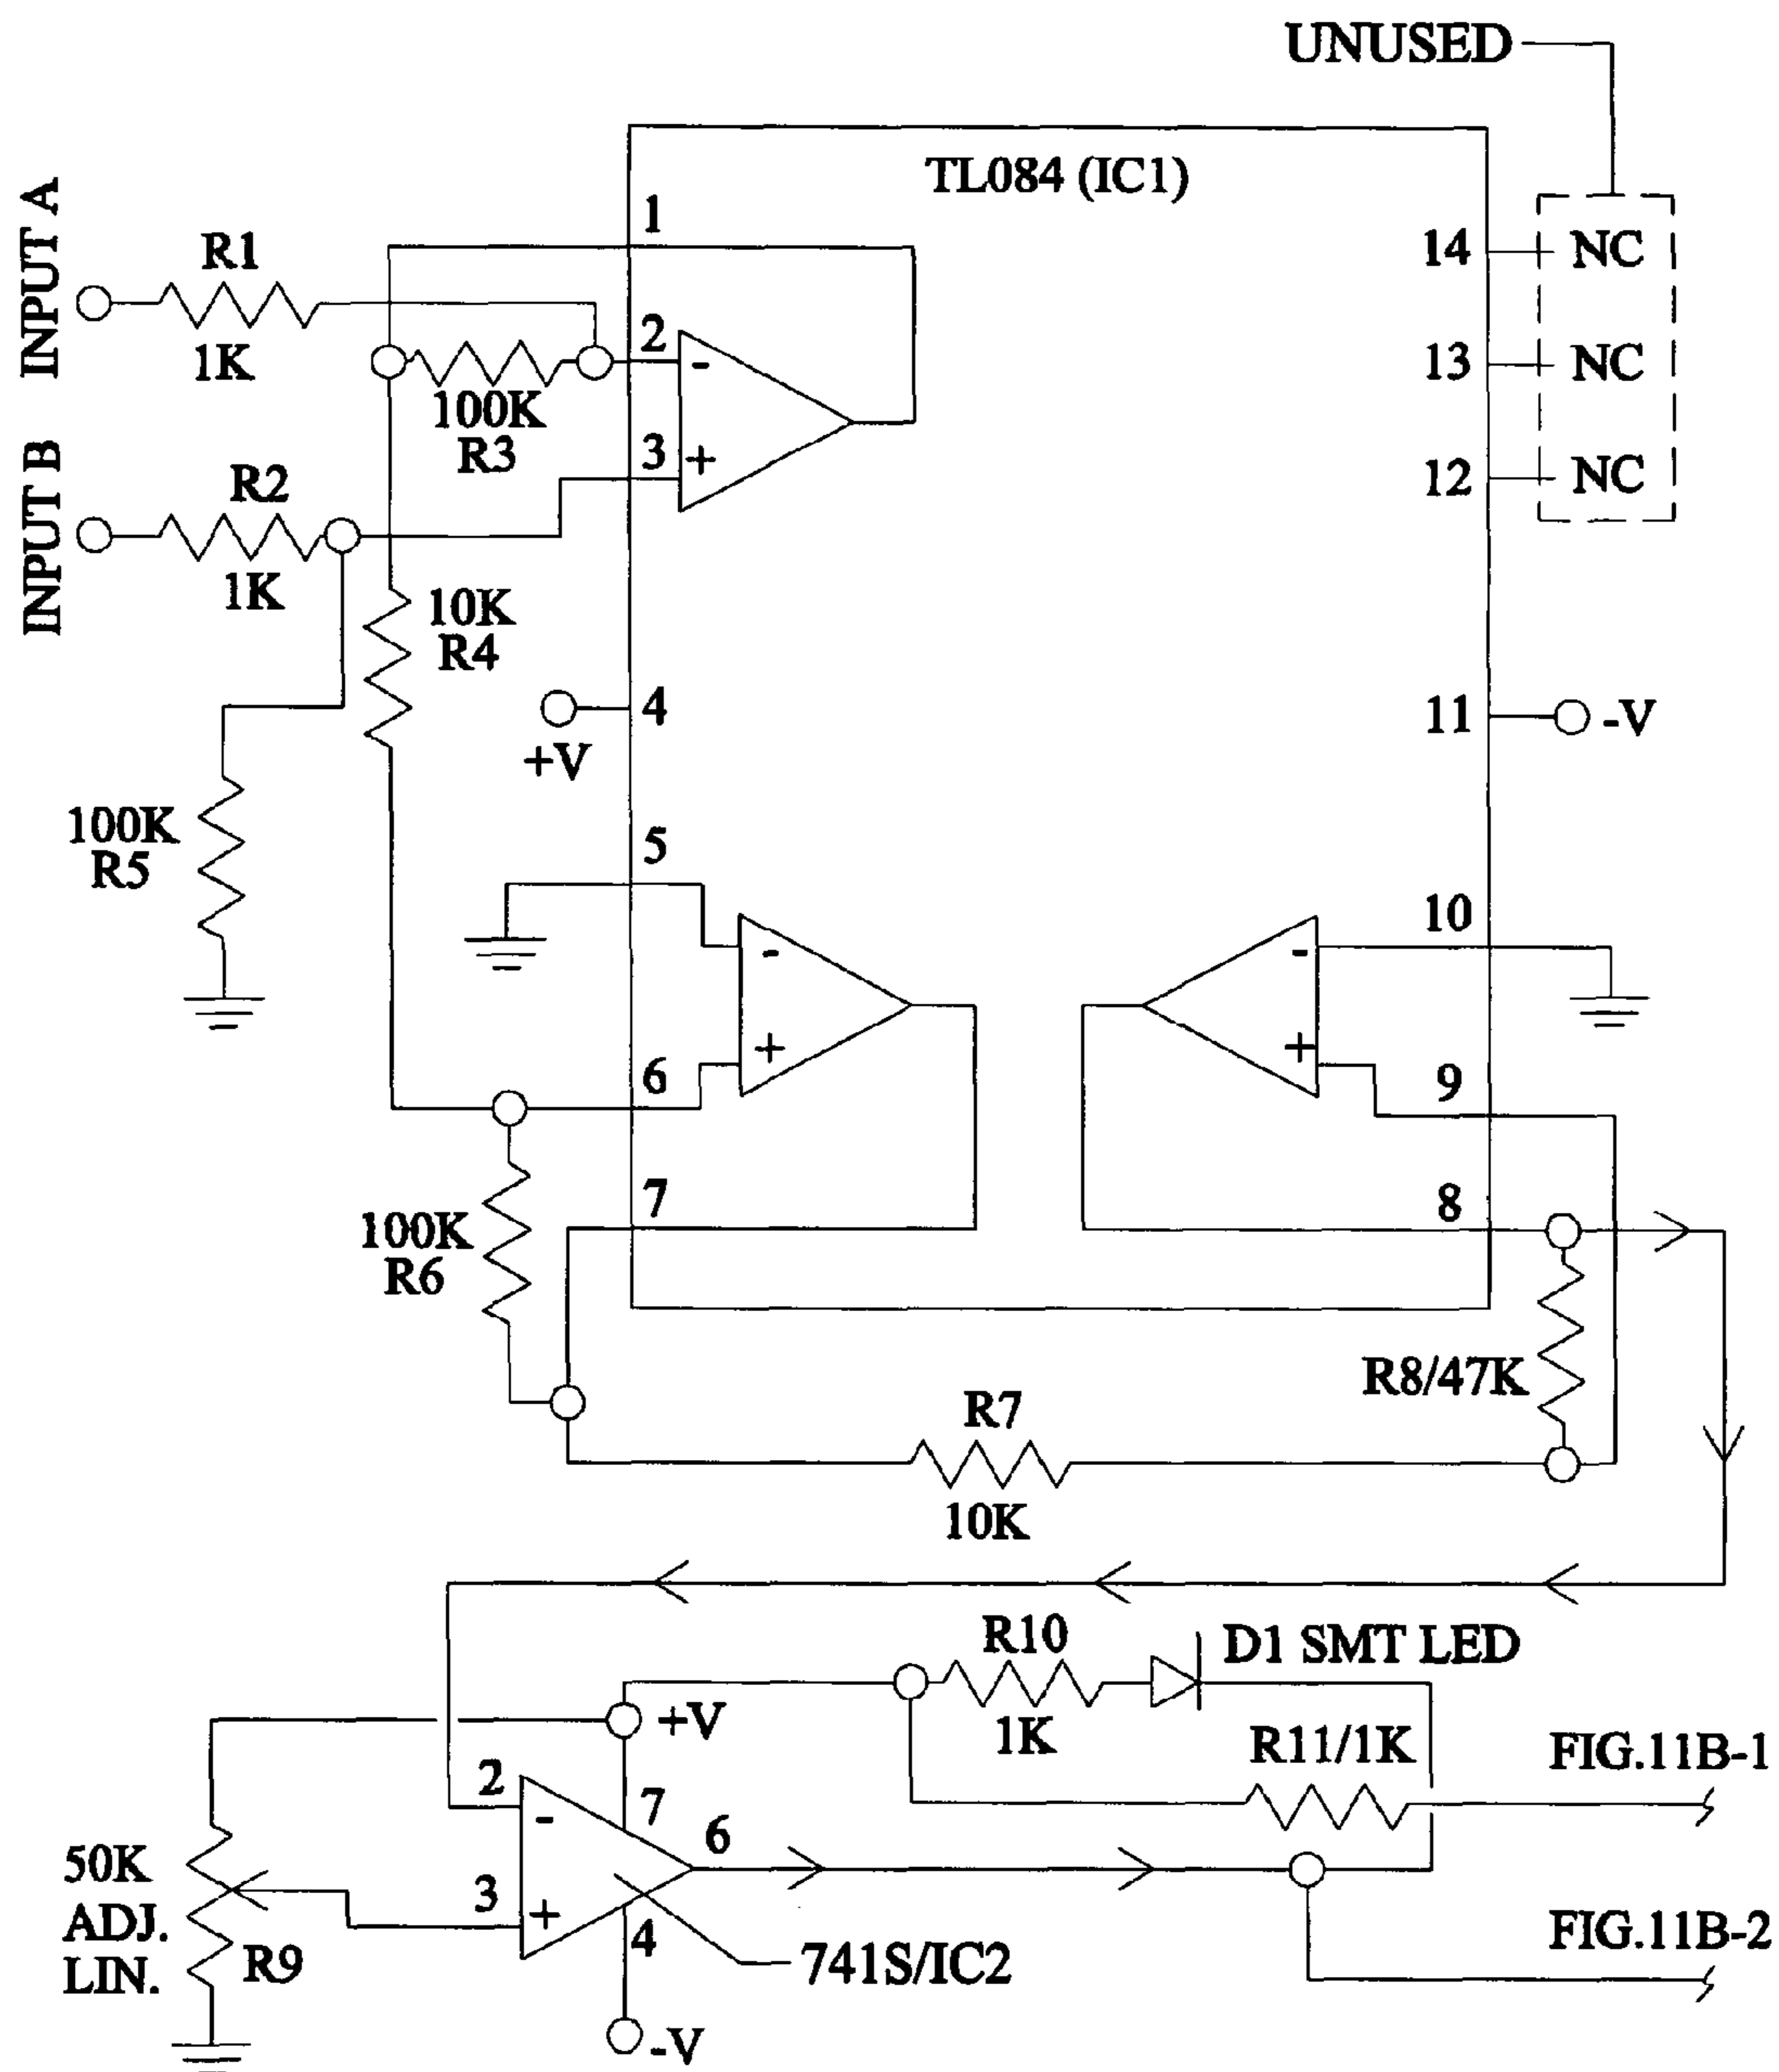 UNUSED
TL084 (IC1)
INPUT A
R1
1K
1
14
NC
2
-
13
NC
100K
R3
3
+
12
NC
INPUT B
R2
1K
10K
R4
4
+V
11
-V
100K
R5
5
10
-
-
+
+
6
9
7
8
100K
R6
R8/47K
R7
10K
R10
1K
D1 SMT LED
+V
R11/1K
FIG.11B-1
2
-
7
6
50K
ADJ.
LIN.
R9
3
+
4
741S/IC2
FIG.11B-2
-V